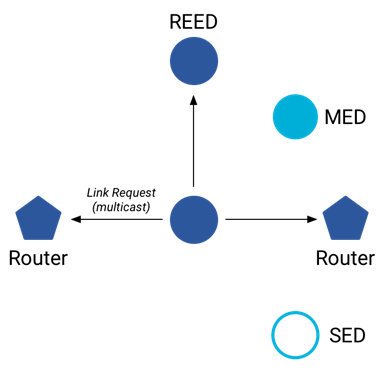 REED
MED
Link Request
(multicast)
Router
Router
SED